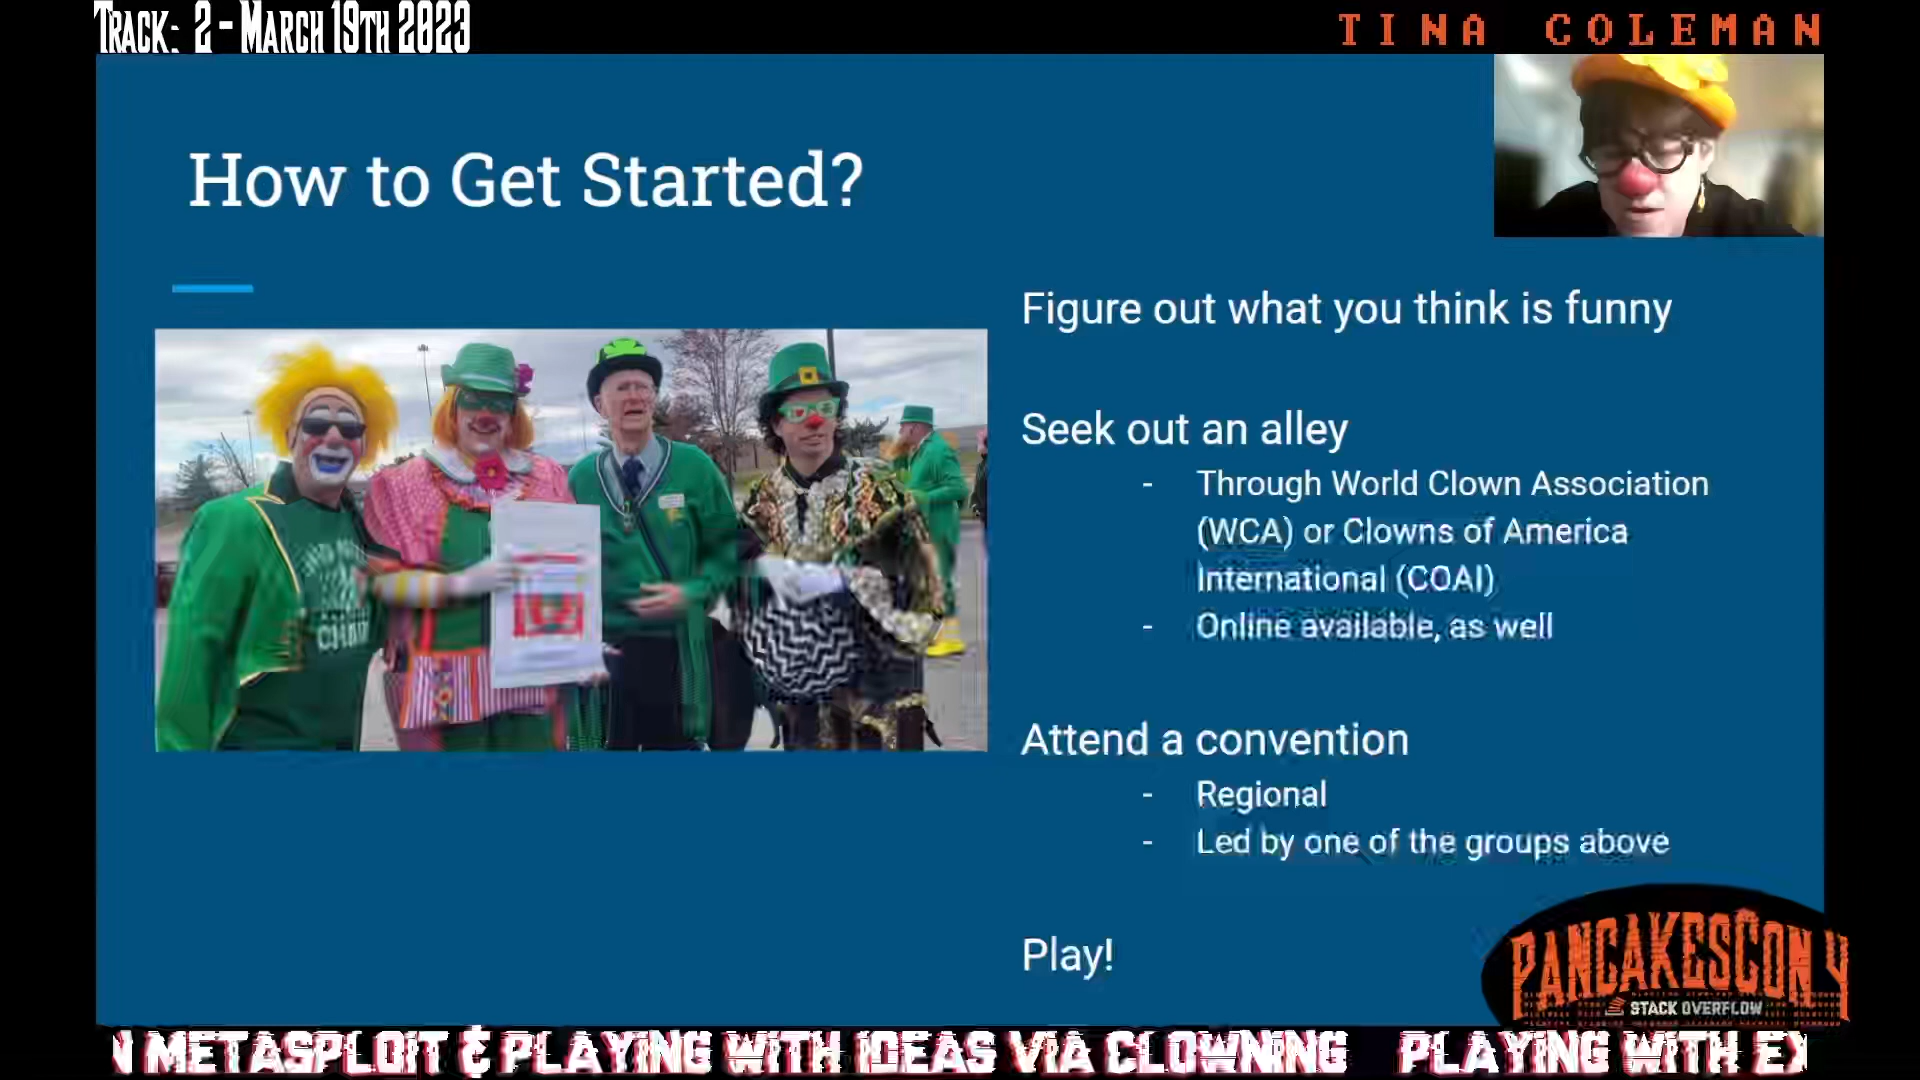 TRACK: 2 - MARCH 19TH 2023
TINA COLEMAN
How to Get Started?
Figure out what you think is funny
Seek out an alley
- Through World Clown Association
(WCA) or Clowns of America
International (COAI)
- Online available, as well
Attend a convention
- Regional
- Led by one of the groups above
Play!
PANCAKESCON 4
STACK OVERFLOW
N METASPLOIT & PLAYING WITH IDEAS VIA CLOWNING PLAYING WITH EX